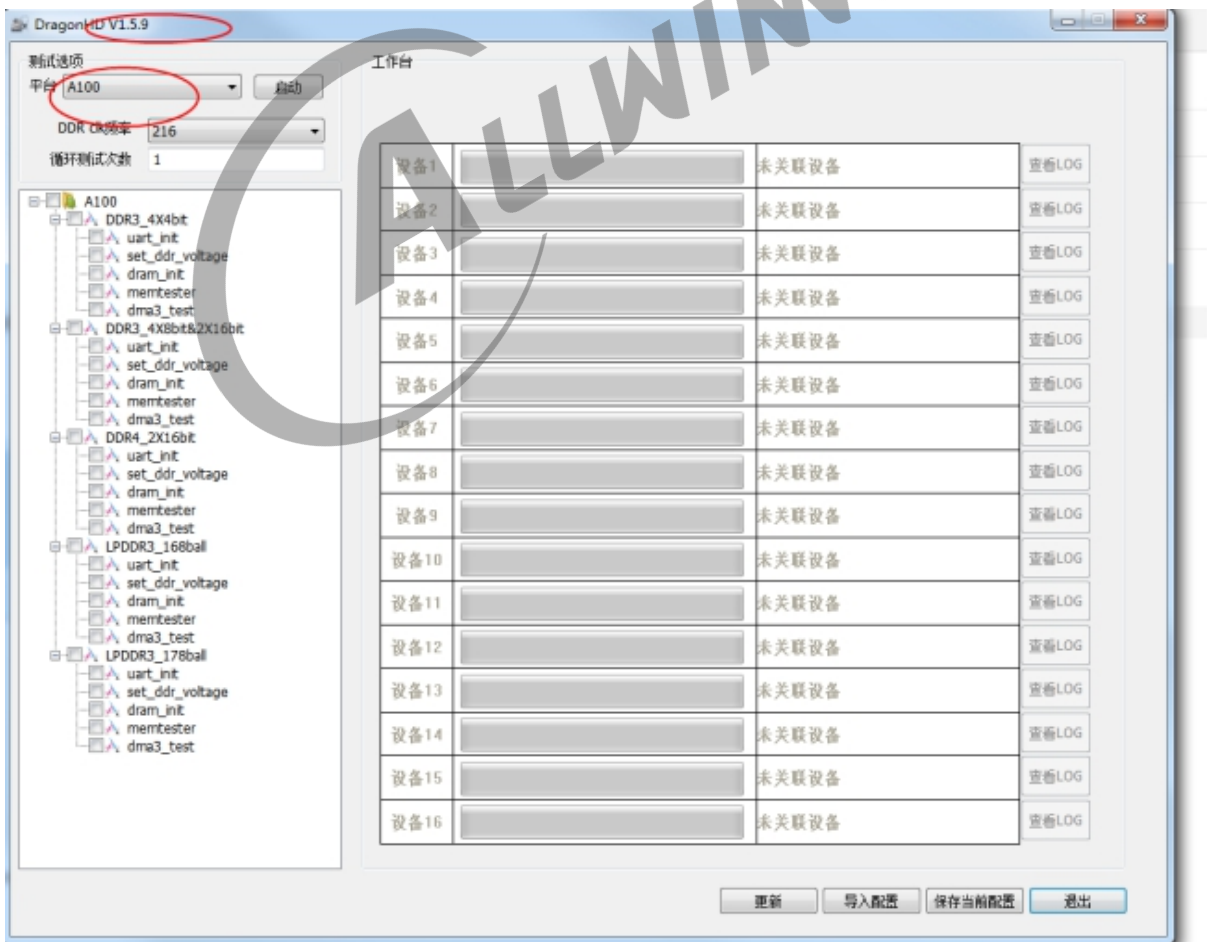 DragonHD V1.5.9
测试选项
平台 A100 启动
DDR clk频率 216
循环测试次数 1
A100
DDR3_4X4bit
uart_init
set_ddr_voltage
dram_init
memtester
dma3_test
DDR3_4X8bit&2X16bit
uart_init
set_ddr_voltage
dram_init
memtester
dma3_test
DDR4_2X16bit
uart_init
set_ddr_voltage
dram_init
memtester
dma3_test
LPDDR3_168ball
uart_init
set_ddr_voltage
dram_init
memtester
dma3_test
LPDDR3_178ball
uart_init
set_ddr_voltage
dram_init
memtester
dma3_test
工作台
设备1 未关联设备 查看LOG
设备2 未关联设备 查看LOG
设备3 未关联设备 查看LOG
设备4 未关联设备 查看LOG
设备5 未关联设备 查看LOG
设备6 未关联设备 查看LOG
设备7 未关联设备 查看LOG
设备8 未关联设备 查看LOG
设备9 未关联设备 查看LOG
设备10 未关联设备 查看LOG
设备11 未关联设备 查看LOG
设备12 未关联设备 查看LOG
设备13 未关联设备 查看LOG
设备14 未关联设备 查看LOG
设备15 未关联设备 查看LOG
设备16 未关联设备 查看LOG
更新 导入配置 保存当前配置 退出
ALLWIN